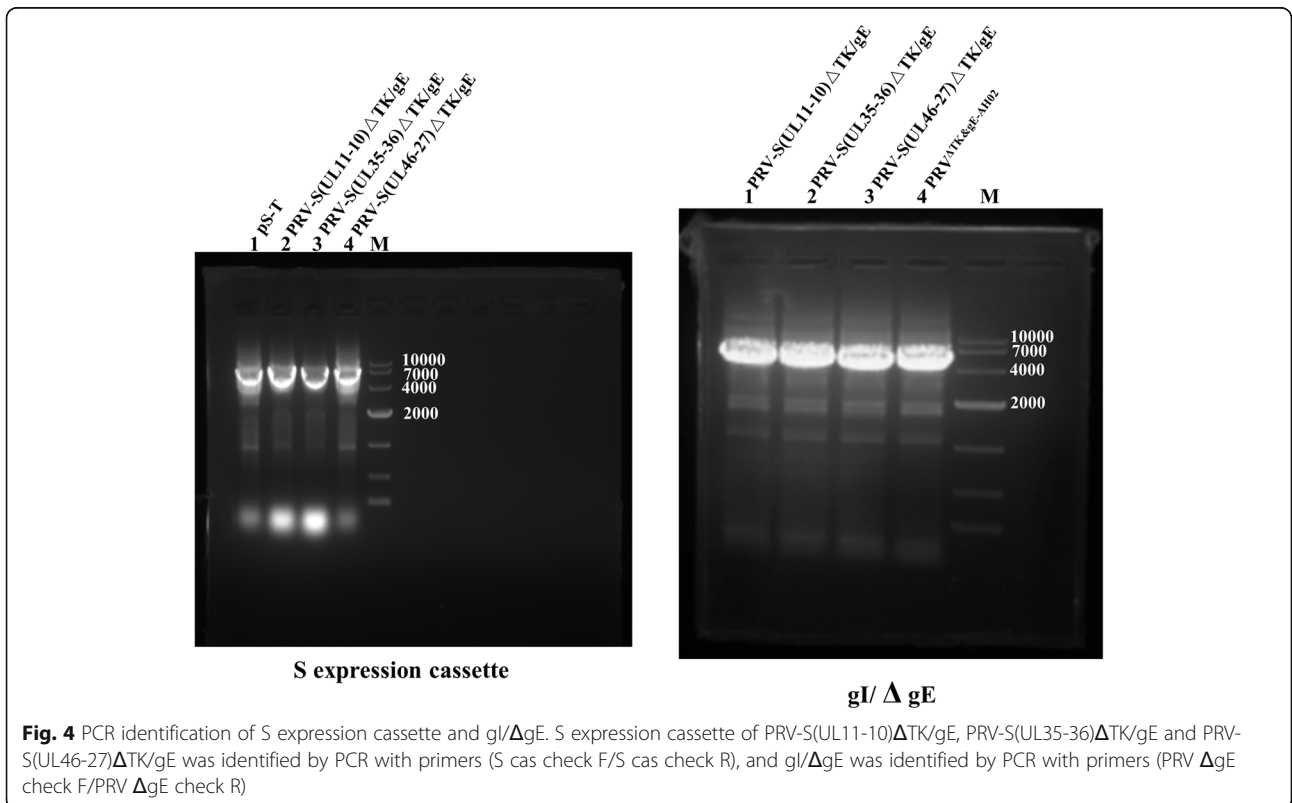 pS-T
PRV-S(UL11-10)△TK/gE
PRV-S(UL35-36)△TK/gE
PRV-S(UL46-27)△TK/gE
1 2 3 4 M
10000
7000
4000
2000
S expression cassette
PRV-S(UL11-10)△TK/gE
PRV-S(UL35-36)△TK/gE
PRV-S(UL46-27)△TK/gE
PRVΔTK&gE-AH02
1 2 3 4 M
10000
7000
4000
2000
gI/ Δ gE
Fig. 4 PCR identification of S expression cassette and gI/ΔgE. S expression cassette of PRV-S(UL11-10)ΔTK/gE, PRV-S(UL35-36)ΔTK/gE and PRV-
S(UL46-27)ΔTK/gE was identified by PCR with primers (S cas check F/S cas check R), and gI/ΔgE was identified by PCR with primers (PRV ΔgE
check F/PRV ΔgE check R)